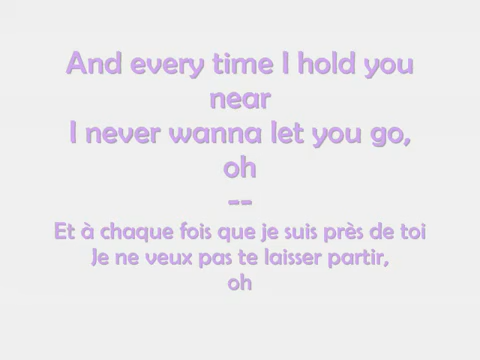 And every time I hold you
near
I never wanna let you go,
oh
--
Et à chaque fois que je suis près de toi
Je ne veux pas te laisser partir,
oh